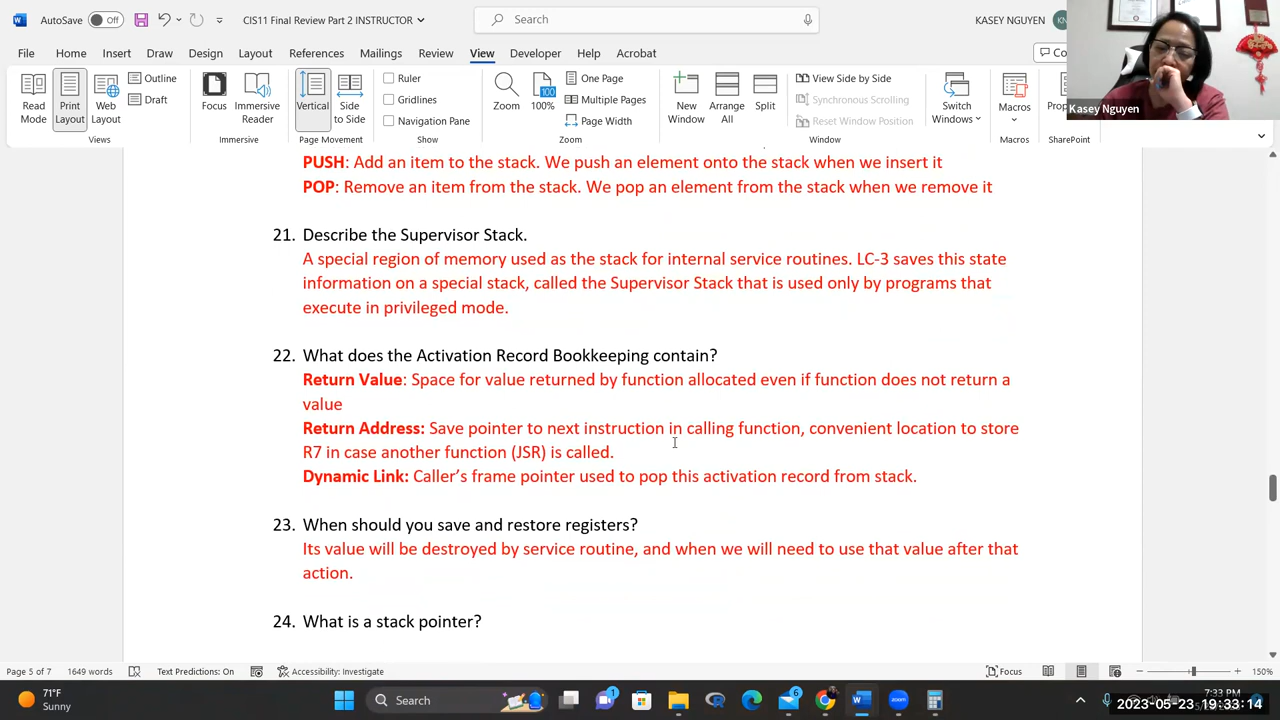 AutoSave Off
CIS11 Final Review Part 2 INSTRUCTOR
Search
KASEY NGUYEN
File Home Insert Draw Design Layout References Mailings Review View Developer Help Acrobat
Read Mode
Print Layout
Web Layout
Outline
Draft
Views
Focus
Immersive Reader
Immersive
Vertical
Side to Side
Page Movement
Ruler
Gridlines
Navigation Pane
Show
Zoom
100%
One Page
Multiple Pages
Page Width
Zoom
New Window
Arrange All
Split
View Side by Side
Synchronous Scrolling
Reset Window Position
Window
Switch Windows
Macros
Macros
SharePoint
Kasey Nguyen
PUSH: Add an item to the stack. We push an element onto the stack when we insert it
POP: Remove an item from the stack. We pop an element from the stack when we remove it
21. Describe the Supervisor Stack.
A special region of memory used as the stack for internal service routines. LC-3 saves this state
information on a special stack, called the Supervisor Stack that is used only by programs that
execute in privileged mode.
22. What does the Activation Record Bookkeeping contain?
Return Value: Space for value returned by function allocated even if function does not return a
value
Return Address: Save pointer to next instruction in calling function, convenient location to store
R7 in case another function (JSR) is called.
Dynamic Link: Caller's frame pointer used to pop this activation record from stack.
23. When should you save and restore registers?
Its value will be destroyed by service routine, and when we will need to use that value after that
action.
24. What is a stack pointer?
Page 5 of 7 1649 words Text Predictions: On Accessibility: Investigate Focus 150%
71°F
Sunny
Search
1
6
zoom
7:33 PM
2023-05-23 19:33:14